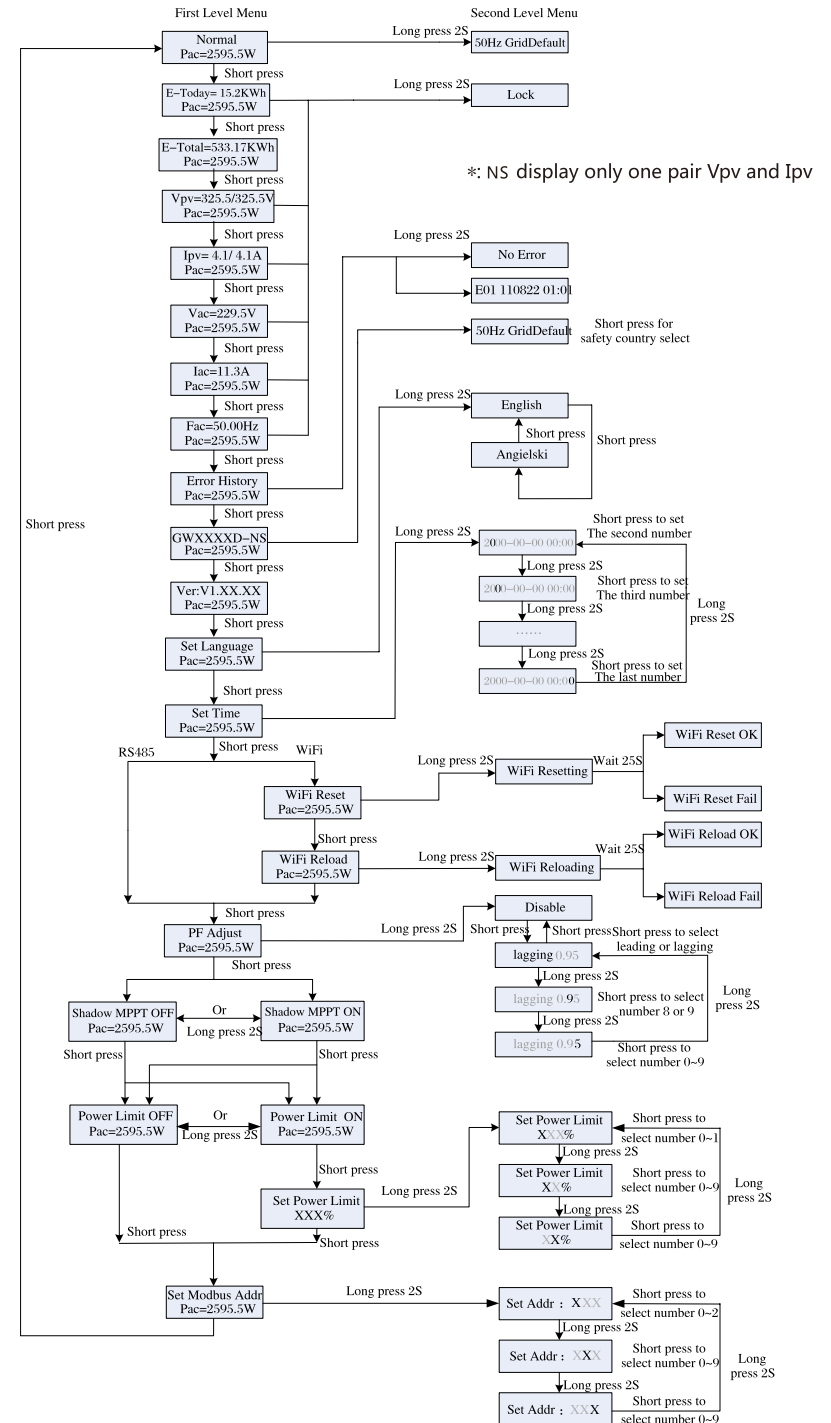 First Level Menu
Second Level Menu
Normal
Pac=2595.5W
Long press 2S
50Hz GridDefault
Short press
E-Today= 15.2KWh
Pac=2595.5W
Long press 2S
Lock
Short press
E-Total=533.17KWh
Pac=2595.5W
*: NS display only one pair Vpv and Ipv
Short press
Vpv=325.5/325.5V
Pac=2595.5W
Short press
Ipv= 4.1/ 4.1A
Pac=2595.5W
Long press 2S
No Error
E01 110822 01:01
Short press
Vac=229.5V
Pac=2595.5W
50Hz GridDefault
Short press for
safety country select
Short press
Iac=11.3A
Pac=2595.5W
Short press
Long press 2S
English
Short press
Short press
Angielski
Fac=50.00Hz
Pac=2595.5W
Short press
Error History
Pac=2595.5W
Short press
Short press
GWXXXXD-NS
Pac=2595.5W
Short press
Ver:V1.XX.XX
Pac=2595.5W
Short press
Set Language
Pac=2595.5W
Short press
Set Time
Pac=2595.5W
Long press 2S
2000-00-00 00:00
Short press to set
The second number
Long press 2S
2000-00-00 00:00
Short press to set
The third number
Long press 2S
......
Long press 2S
2000-00-00 00:00
Short press to set
The last number
Long
press 2S
Short press
RS485
WiFi
WiFi Reset
Pac=2595.5W
Long press 2S
WiFi Resetting
Wait 25S
WiFi Reset OK
WiFi Reset Fail
Short press
WiFi Reload
Pac=2595.5W
Long press 2S
WiFi Reloading
Wait 25S
WiFi Reload OK
WiFi Reload Fail
Short press
PF Adjust
Pac=2595.5W
Long press 2S
Disable
Short press
Short press
Short press to select
leading or lagging
lagging 0.95
Long press 2S
lagging 0.95
Short press to select
number 8 or 9
Long press 2S
lagging 0.95
Short press to
select number 0~9
Long
press 2S
Short press
Shadow MPPT OFF
Pac=2595.5W
Or
Long press 2S
Shadow MPPT ON
Pac=2595.5W
Short press
Short press
Power Limit OFF
Pac=2595.5W
Or
Long press 2S
Power Limit ON
Pac=2595.5W
Short press
Set Power Limit
XXX%
Long press 2S
Set Power Limit
XXX%
Short press to
select number 0~1
Long press 2S
Set Power Limit
XX%
Short press to
select number 0~9
Long press 2S
Set Power Limit
XX%
Short press to
select number 0~9
Long
press 2S
Short press
Short press
Set Modbus Addr
Pac=2595.5W
Long press 2S
Set Addr : XXX
Short press to
select number 0~2
Long press 2S
Set Addr : XXX
Short press to
select number 0~9
Long press 2S
Set Addr : XXX
Short press to
select number 0~9
Long
press 2S